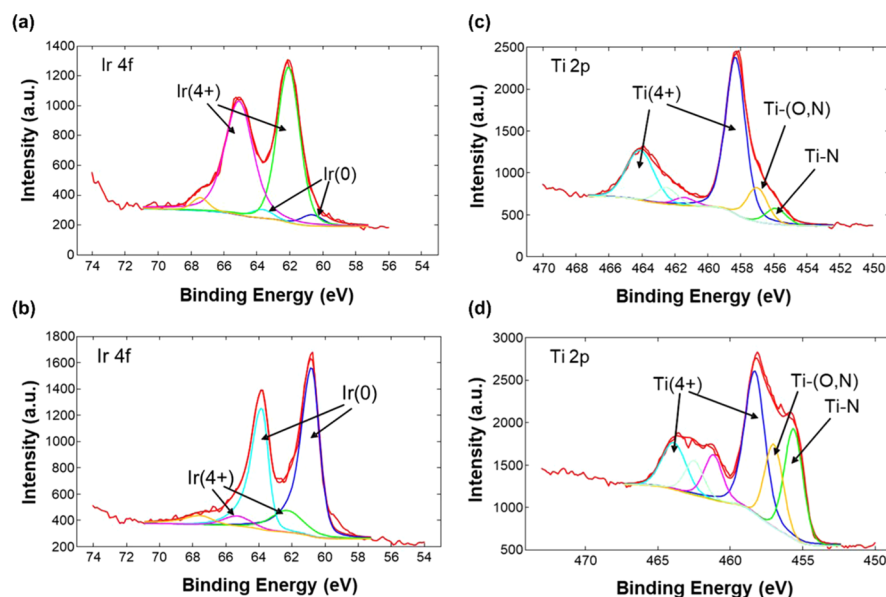 (a)
Ir 4f
Ir(4+)
Ir(0)
1400
1200
1000
800
600
400
200
0
74 72 70 68 66 64 62 60 58 56 54
Intensity (a.u.)
Binding Energy (eV)
(c)
Ti 2p
Ti(4+)
Ti-(O,N)
Ti-N
2500
2000
1500
1000
500
0
470 468 466 464 462 460 458 456 454 452 450
Intensity (a.u.)
Binding Energy (eV)
(b)
Ir 4f
Ir(0)
Ir(4+)
1800
1600
1400
1200
1000
800
600
400
200
74 72 70 68 66 64 62 60 58 56 54
Intensity (a.u.)
Binding Energy (eV)
(d)
Ti 2p
Ti(4+)
Ti-(O,N)
Ti-N
3000
2500
2000
1500
1000
500
470 465 460 455 450
Intensity (a.u.)
Binding Energy (eV)